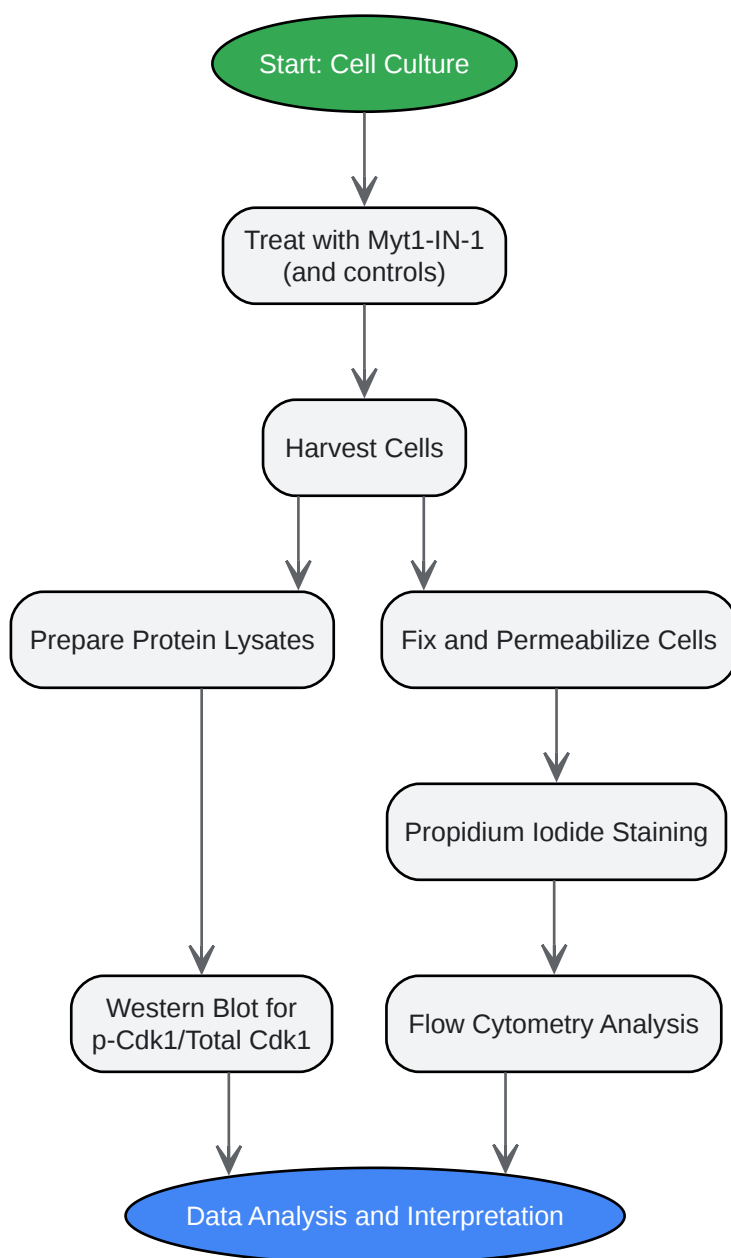 Start: Cell Culture
Treat with Myt1-IN-1
(and controls)
Harvest Cells
Prepare Protein Lysates
Fix and Permeabilize Cells
Propidium Iodide Staining
Western Blot for
p-Cdk1/Total Cdk1
Flow Cytometry Analysis
Data Analysis and Interpretation